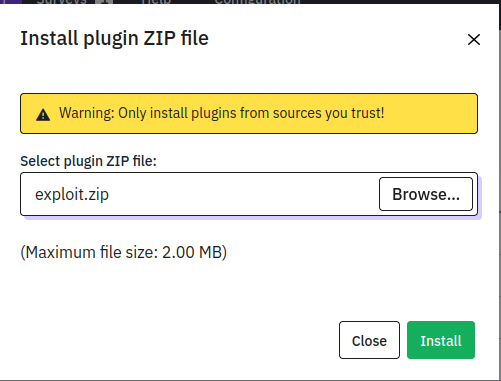 Surveys Help Configuration
Install plugin ZIP file
Warning: Only install plugins from sources you trust!
Select plugin ZIP file:
exploit.zip Browse...
(Maximum file size: 2.00 MB)
Close Install